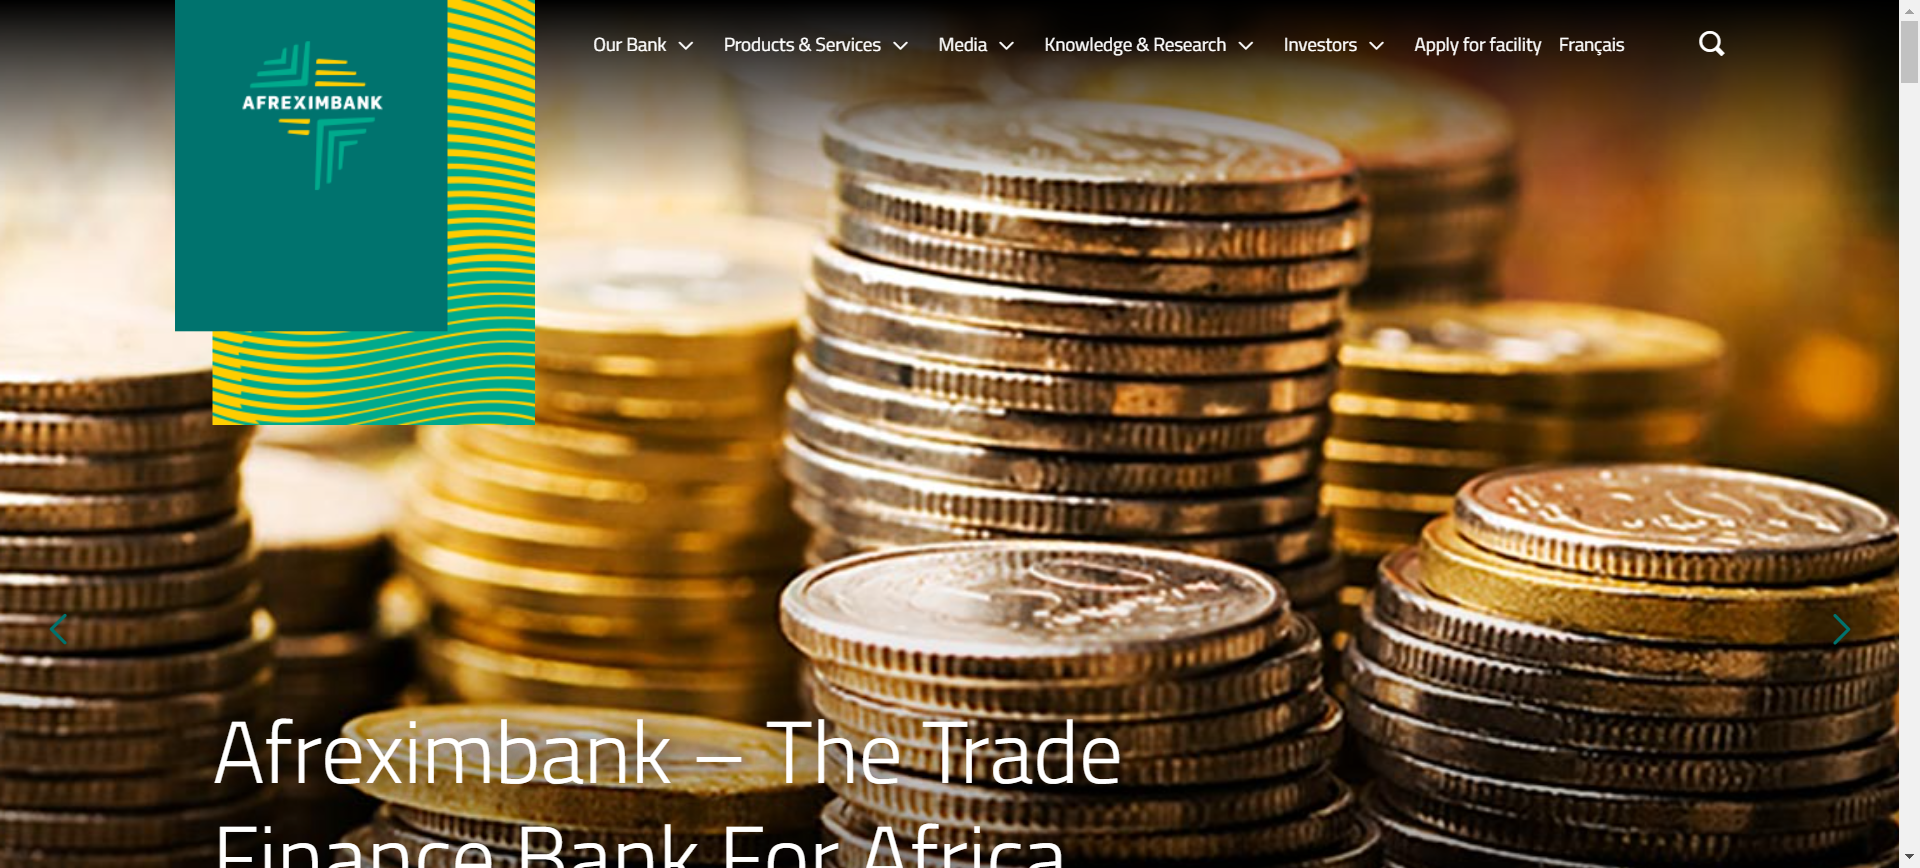 Our Bank
Products & Services
Media
Knowledge & Research
Investors
Apply for facility
Français
AFREXIMBANK
Afreximbank – The Trade
Finance Bank For Africa